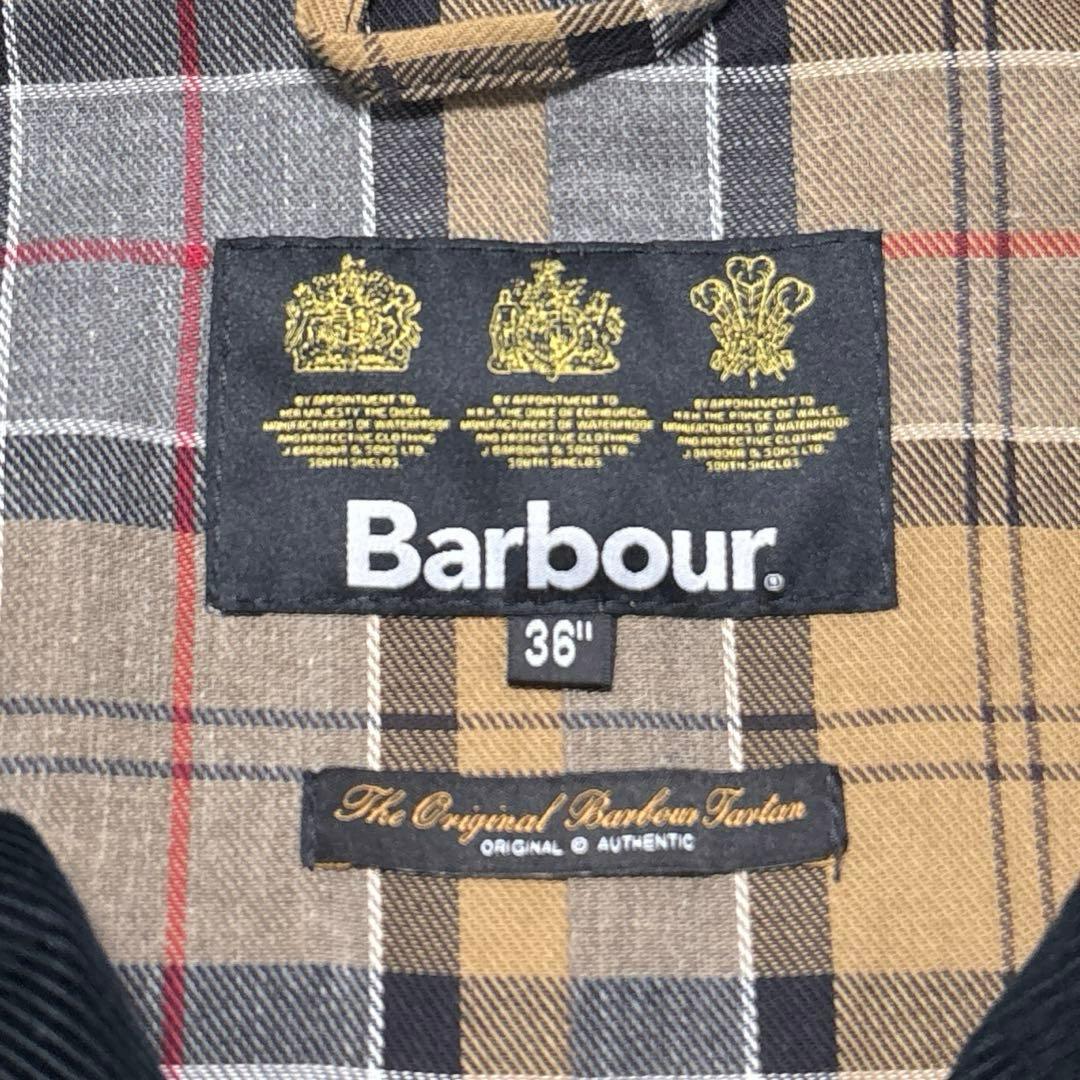 BY APPOINTMENT TO
HER MAJESTY THE QUEEN
MANUFACTURERS OF WATERPROOF
AND PROTECTIVE CLOTHING
J. BARBOUR & SONS LTD.
SOUTH SHIELDS
BY APPOINTMENT TO
H.R.H. THE DUKE OF EDINBURGH
MANUFACTURERS OF WATERPROOF
AND PROTECTIVE CLOTHING
J. BARBOUR & SONS LTD.
SOUTH SHIELDS
BY APPOINTMENT TO
H.R.H. THE PRINCE OF WALES
MANUFACTURERS OF WATERPROOF
AND PROTECTIVE CLOTHING
J. BARBOUR & SONS LTD.
SOUTH SHIELDS
Barbour®
36"
The Original Barbour Tartan
ORIGINAL © AUTHENTIC